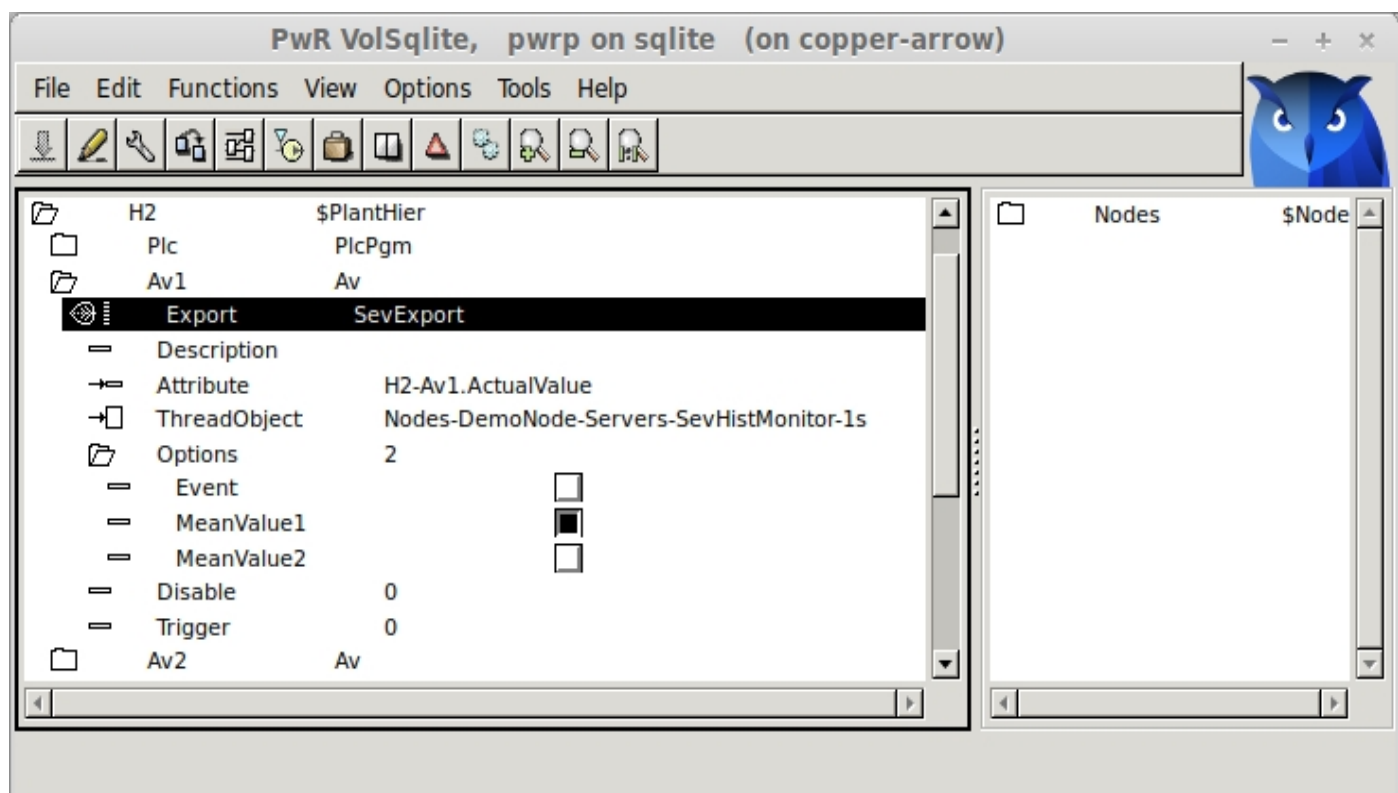 PwR VolSqlite, pwrp on sqlite (on copper-arrow)
File Edit Functions View Options Tools Help
H2 $PlantHier
Plc PlcPgm
Av1 Av
Export SevExport
Description
Attribute H2-Av1.ActualValue
ThreadObject Nodes-DemoNode-Servers-SevHistMonitor-1s
Options 2
Event
MeanValue1
MeanValue2
Disable 0
Trigger 0
Av2 Av
Nodes $Node